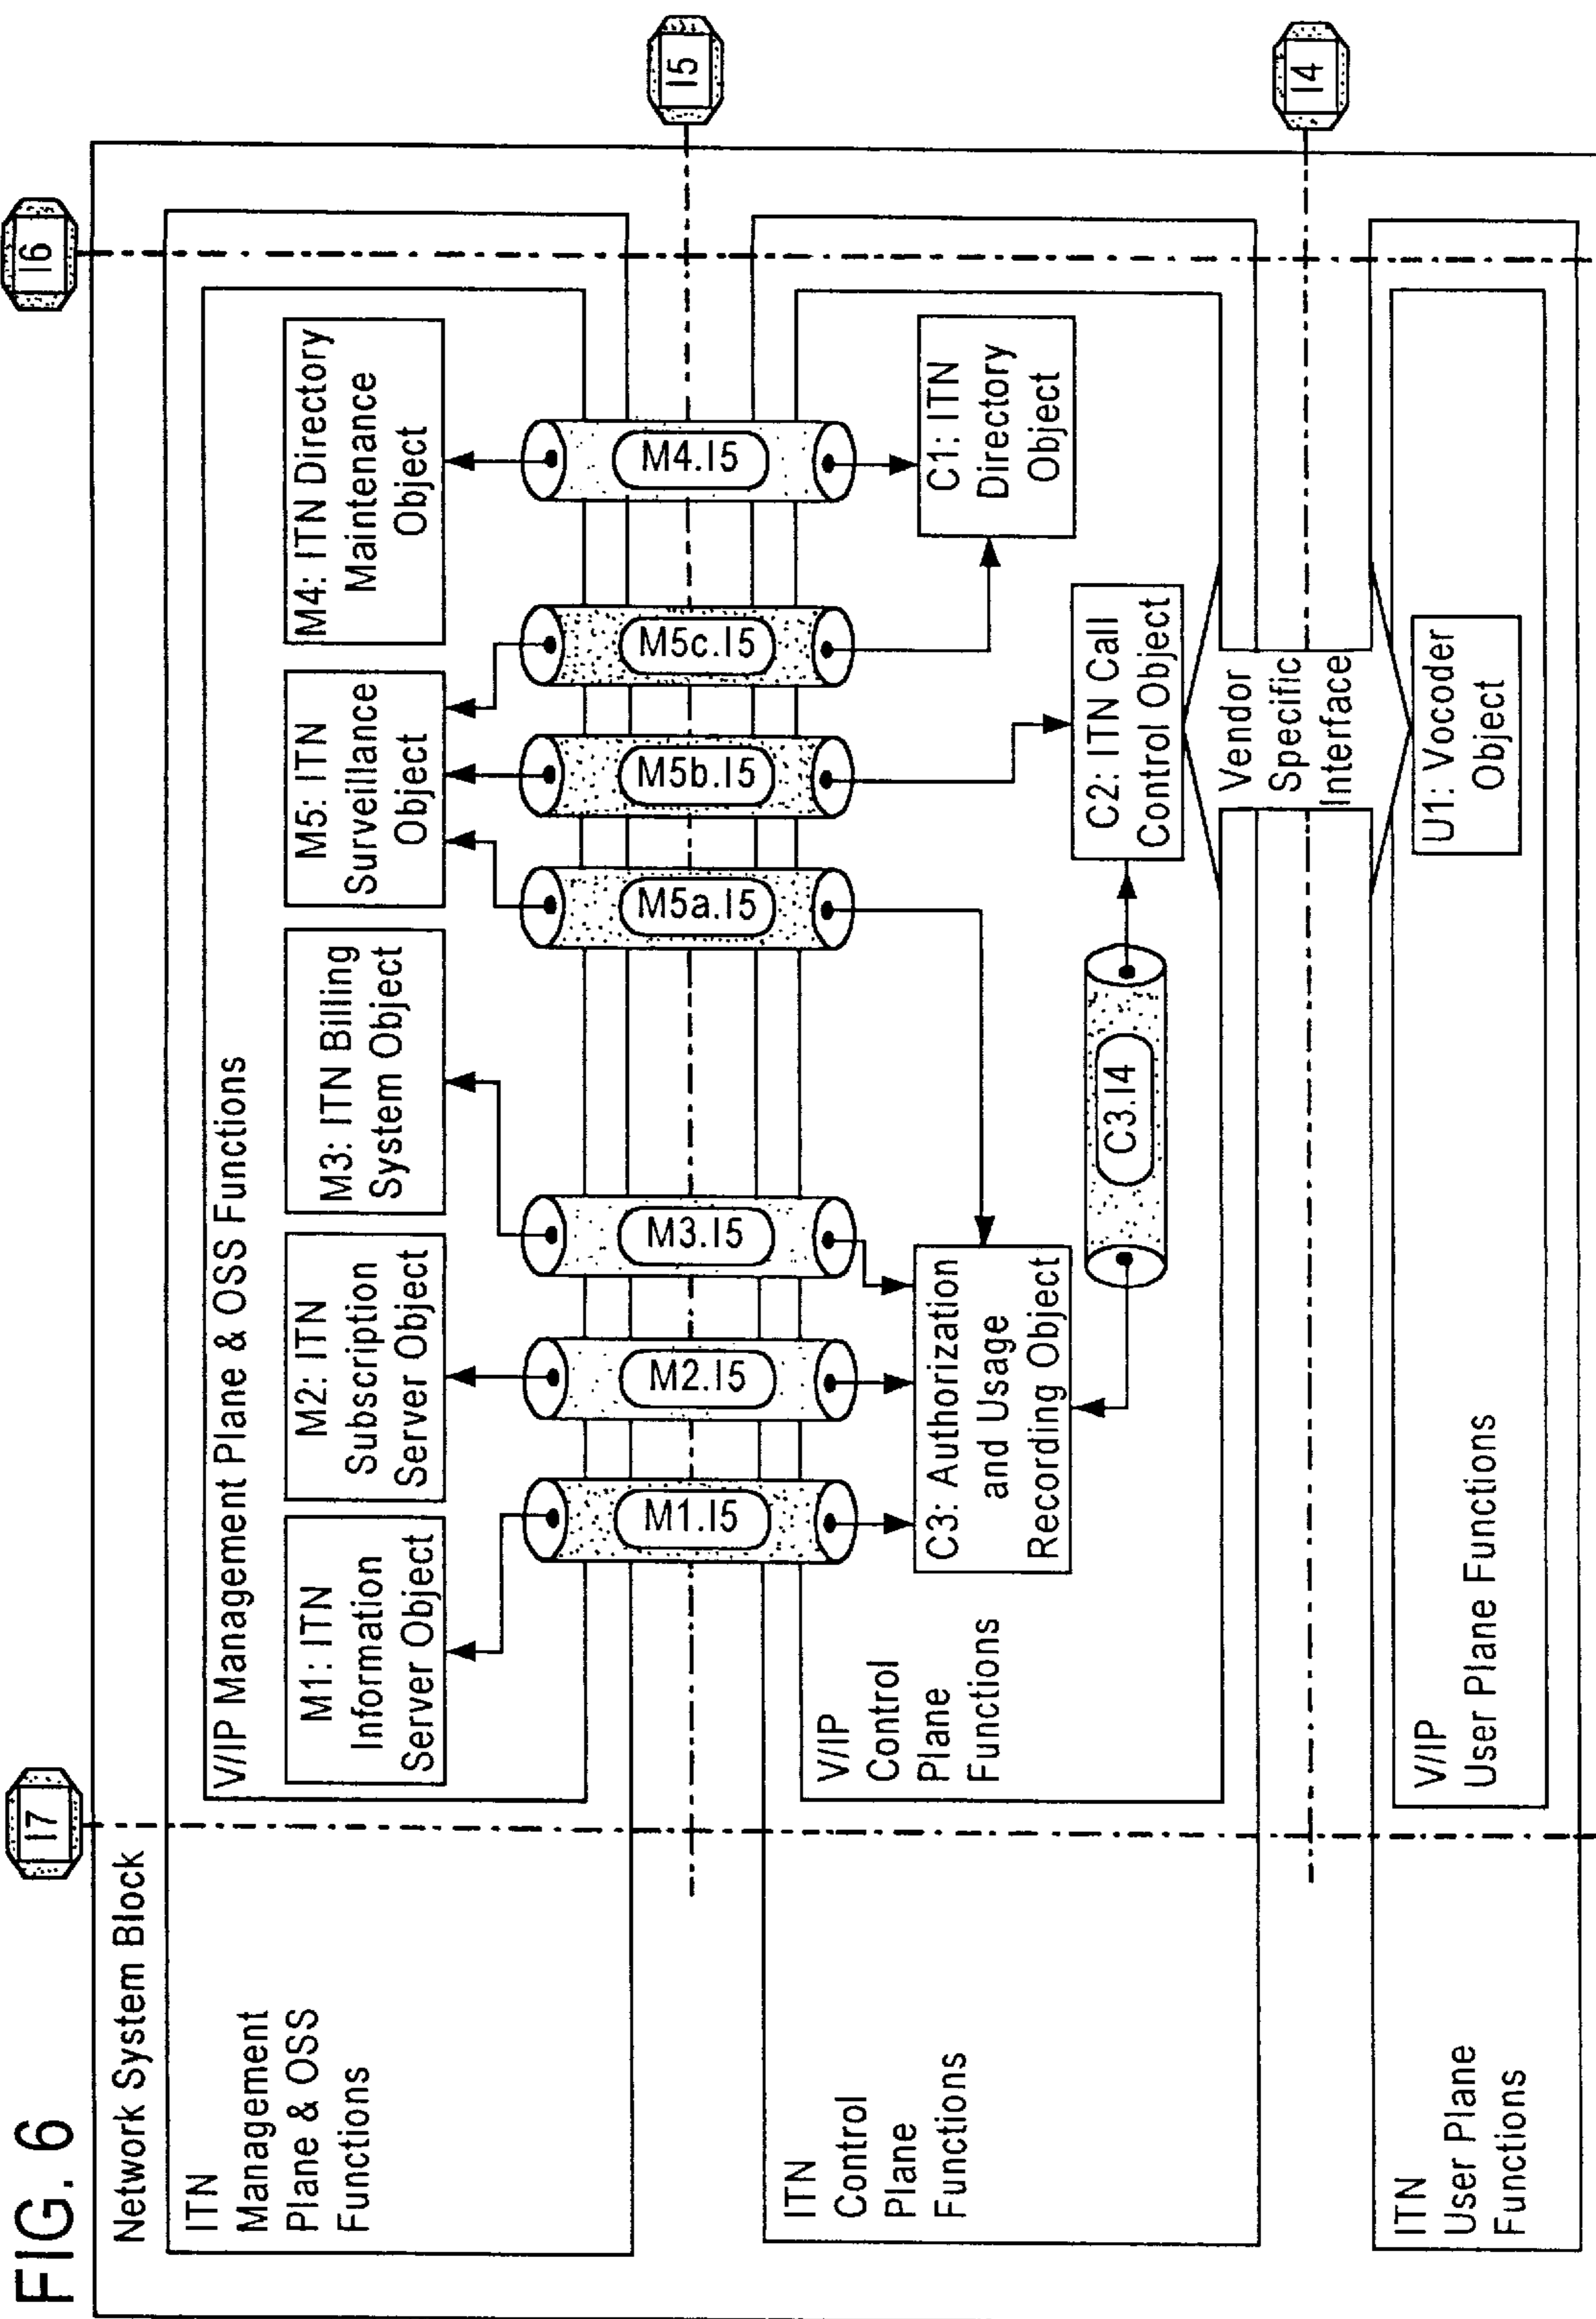 FIG. 6
I7
I6
Network System Block
ITN
Management
Plane & OSS
Functions
V/IP Management Plane & OSS Functions
M1: ITN
Information
Server Object
M2: ITN
Subscription
Server Object
M3: ITN Billing
System Object
M5: ITN
Surveillance
Object
M4: ITN Directory
Maintenance
Object
M1.I5
M2.I5
M3.I5
M5a.I5
M5b.I5
M5c.I5
M4.I5
I5
ITN
Control
Plane
Functions
V/IP
Control
Plane
Functions
C3: Authorization
and Usage
Recording Object
C1: ITN
Directory
Object
C3.I4
C2: ITN Call
Control Object
Vendor
Specific
Interface
I4
ITN
User Plane
Functions
V/IP
User Plane Functions
U1: Vocoder
Object